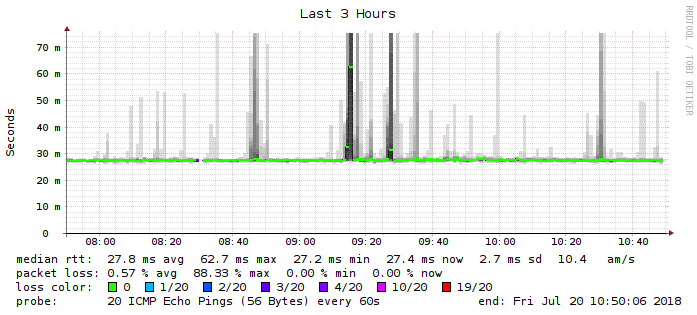 Last 3 Hours
RRDTOOL / TOBI OETIKER
Seconds
70 m
60 m
50 m
40 m
30 m
20 m
10 m
0
08:00 08:20 08:40 09:00 09:20 09:40 10:00 10:20 10:40
median rtt: 27.8 ms avg 62.7 ms max 27.2 ms min 27.4 ms now 2.7 ms sd 10.4 am/s
packet loss: 0.57 % avg 88.33 % max 0.00 % min 0.00 % now
loss color: 0 1/20 2/20 3/20 4/20 10/20 19/20
probe: 20 ICMP Echo Pings (56 Bytes) every 60s end: Fri Jul 20 10:50:06 2018